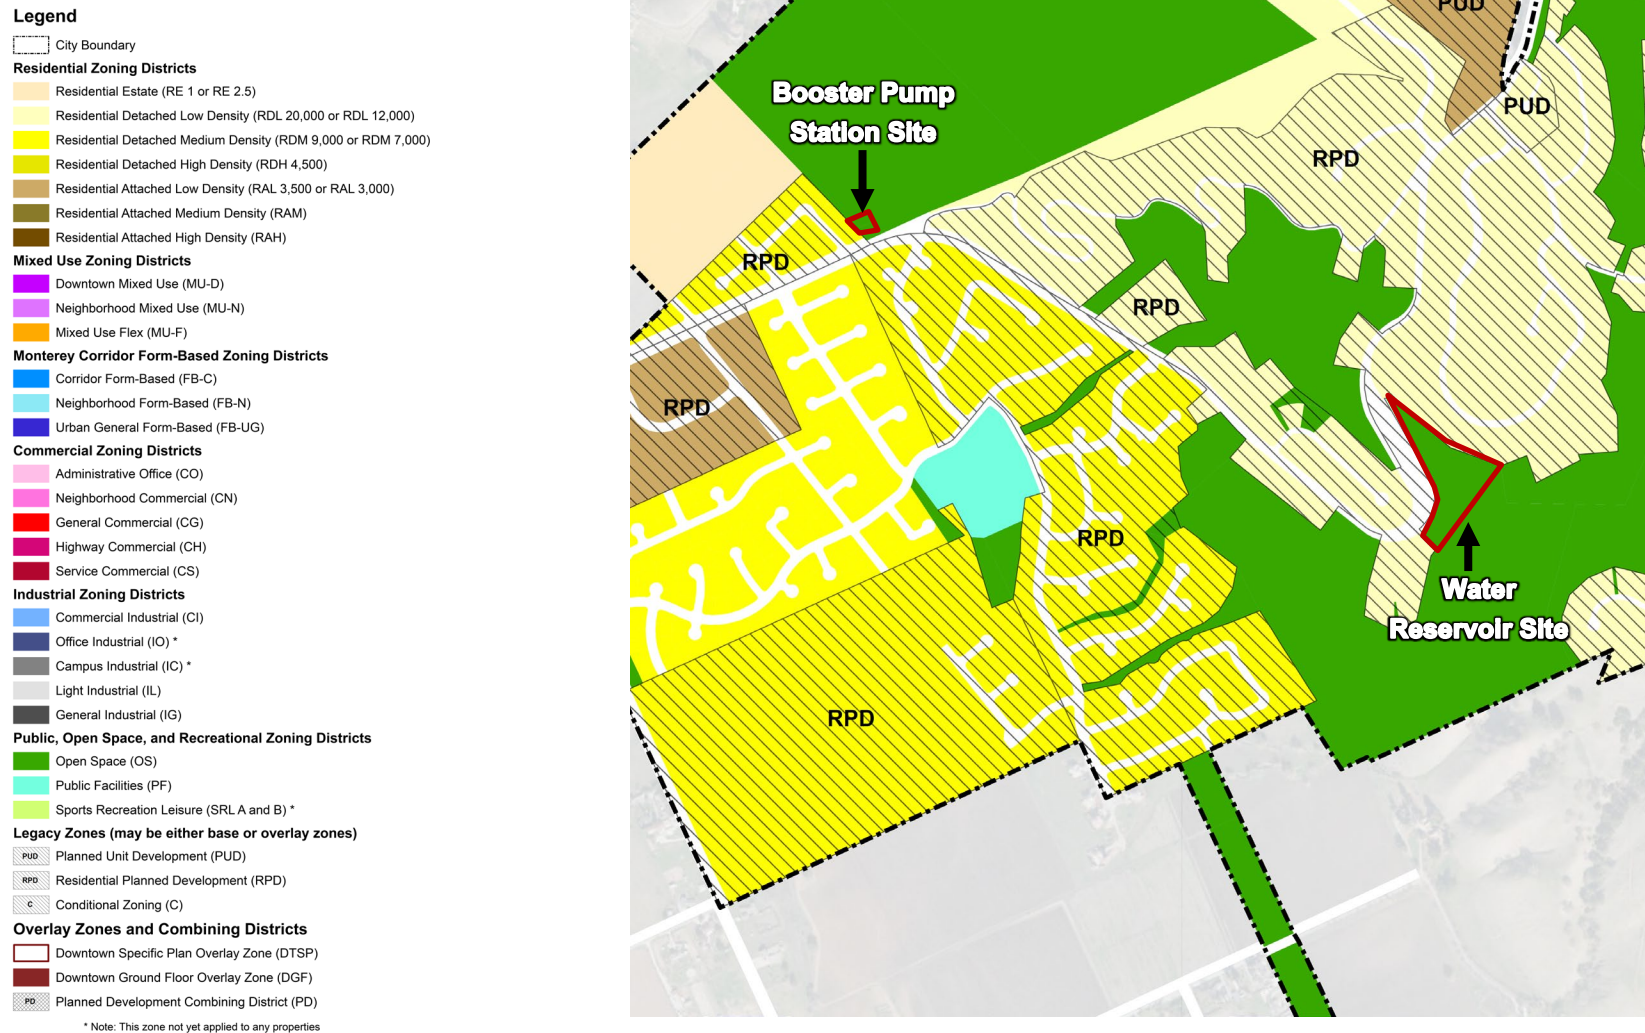 Legend
City Boundary
Residential Zoning Districts
Residential Estate (RE 1 or RE 2.5)
Residential Detached Low Density (RDL 20,000 or RDL 12,000)
Residential Detached Medium Density (RDM 9,000 or RDM 7,000)
Residential Detached High Density (RDH 4,500)
Residential Attached Low Density (RAL 3,500 or RAL 3,000)
Residential Attached Medium Density (RAM)
Residential Attached High Density (RAH)
Mixed Use Zoning Districts
Downtown Mixed Use (MU-D)
Neighborhood Mixed Use (MU-N)
Mixed Use Flex (MU-F)
Monterey Corridor Form-Based Zoning Districts
Corridor Form-Based (FB-C)
Neighborhood Form-Based (FB-N)
Urban General Form-Based (FB-UG)
Commercial Zoning Districts
Administrative Office (CO)
Neighborhood Commercial (CN)
General Commercial (CG)
Highway Commercial (CH)
Service Commercial (CS)
Industrial Zoning Districts
Commercial Industrial (CI)
Office Industrial (IO) *
Campus Industrial (IC) *
Light Industrial (IL)
General Industrial (IG)
Public, Open Space, and Recreational Zoning Districts
Open Space (OS)
Public Facilities (PF)
Sports Recreation Leisure (SRL A and B) *
Legacy Zones (may be either base or overlay zones)
PUD Planned Unit Development (PUD)
RPD Residential Planned Development (RPD)
C Conditional Zoning (C)
Overlay Zones and Combining Districts
Downtown Specific Plan Overlay Zone (DTSP)
Downtown Ground Floor Overlay Zone (DGF)
PD Planned Development Combining District (PD)
* Note: This zone not yet applied to any properties
PUD
Booster Pump
Station Site
PUD
RPD
RPD
RPD
RPD
RPD
Water
Reservoir Site
RPD